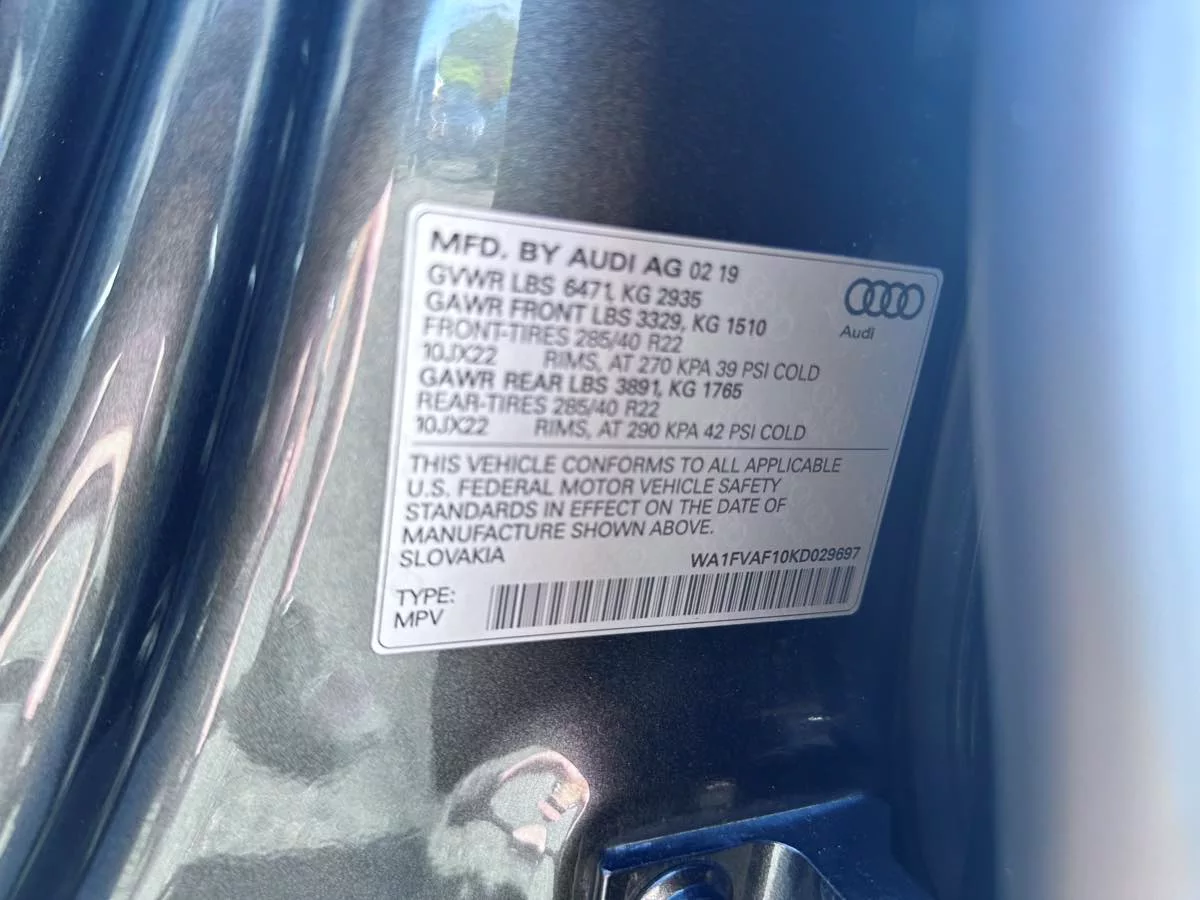 MFD. BY AUDI AG 02 19
GVWR LBS 6471, KG 2935
GAWR FRONT LBS 3329, KG 1510
FRONT-TIRES 285/40 R22
10JX22 RIMS, AT 270 KPA 39 PSI COLD
GAWR REAR LBS 3891, KG 1765
REAR-TIRES 285/40 R22
10JX22 RIMS, AT 290 KPA 42 PSI COLD
Audi
THIS VEHICLE CONFORMS TO ALL APPLICABLE
U.S. FEDERAL MOTOR VEHICLE SAFETY
STANDARDS IN EFFECT ON THE DATE OF
MANUFACTURE SHOWN ABOVE.
SLOVAKIA WA1FVAF10KD029697
TYPE:
MPV